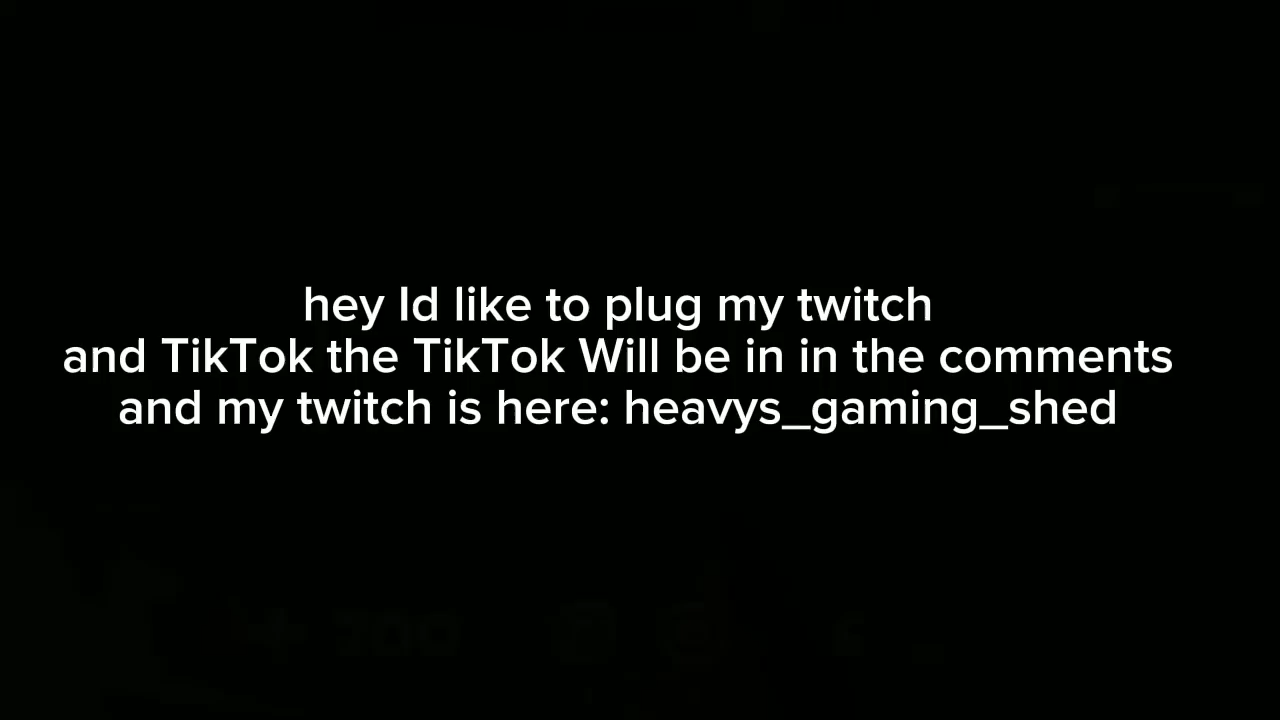 hey Id like to plug my twitch
and TikTok the TikTok Will be in in the comments
and my twitch is here: heavys_gaming_shed